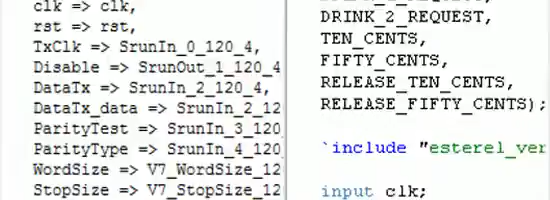 clk => clk,
rst => rst,
TxClk => SrunIn_0_120_4,
Disable => SrunOut_1_120_4
DataTx => SrunIn_2_120_4,
DataTx_data => SrunIn_2_12
ParityTest => SrunIn_3_120
ParityType => SrunIn_4_120
WordSize => V7_WordSize_12
StopSize => V7_StopSize_12
DRINK_2_REQUEST,
TEN_CENTS,
FIFTY_CENTS,
RELEASE_TEN_CENTS,
RELEASE_FIFTY_CENTS);
`include "esterel_ver
input clk;